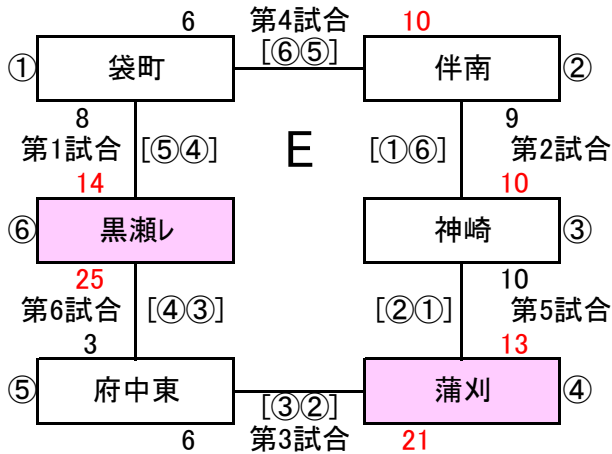 6 第4試合 10
① 袋町 [⑥⑤] 伴南 ②
8 9
第1試合 [⑤④] E [①⑥] 第2試合
14 10
⑥ 黒瀬レ 神崎 ③
25 10
第6試合 [④③] [②①] 第5試合
3 13
⑤ 府中東 蒲刈 ④
[③②]
6 第3試合 21